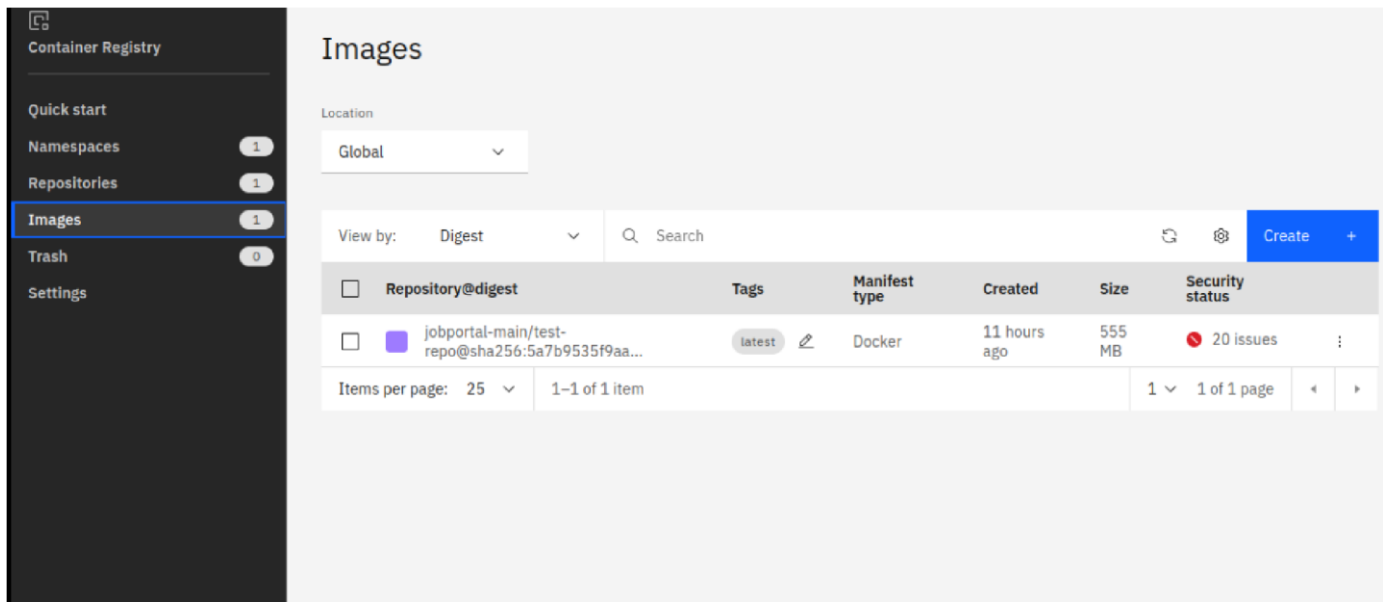 Container Registry
Quick start
Namespaces 1
Repositories 1
Images 1
Trash 0
Settings
Images
Location
Global
View by: Digest Search Create +
Repository@digest Tags Manifest type Created Size Security status
jobportal-main/test-
repo@sha256:5a7b9535f9aa... latest Docker 11 hours ago 555 MB 20 issues
Items per page: 25 1–1 of 1 item 1 1 of 1 page